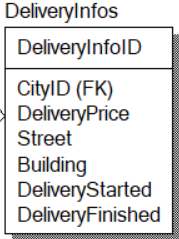 DeliveryInfos
DeliveryInfoID
CityID (FK)
DeliveryPrice
Street
Building
DeliveryStarted
DeliveryFinished